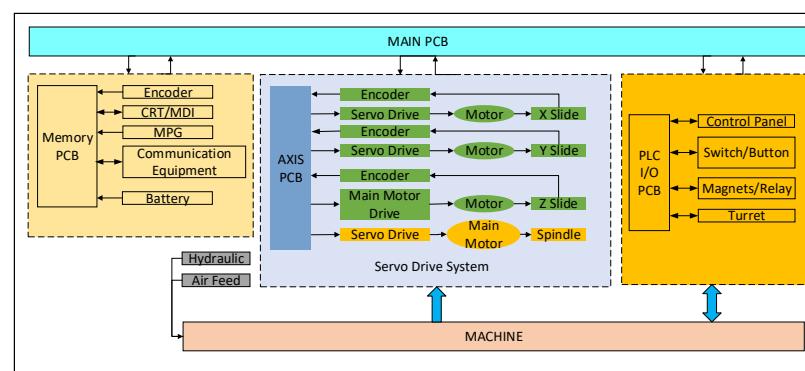 MAIN PCB
Memory
PCB
Encoder
CRT/MDI
MPG
Communication
Equipment
Battery
AXIS
PCB
Encoder
Servo Drive
Motor
X Slide
Encoder
Servo Drive
Motor
Y Slide
Encoder
Main Motor
Drive
Motor
Z Slide
Servo Drive
Main
Motor
Spindle
Servo Drive System
PLC
I/O
PCB
Control Panel
Switch/Button
Magnets/Relay
Turret
Hydraulic
Air Feed
MACHINE